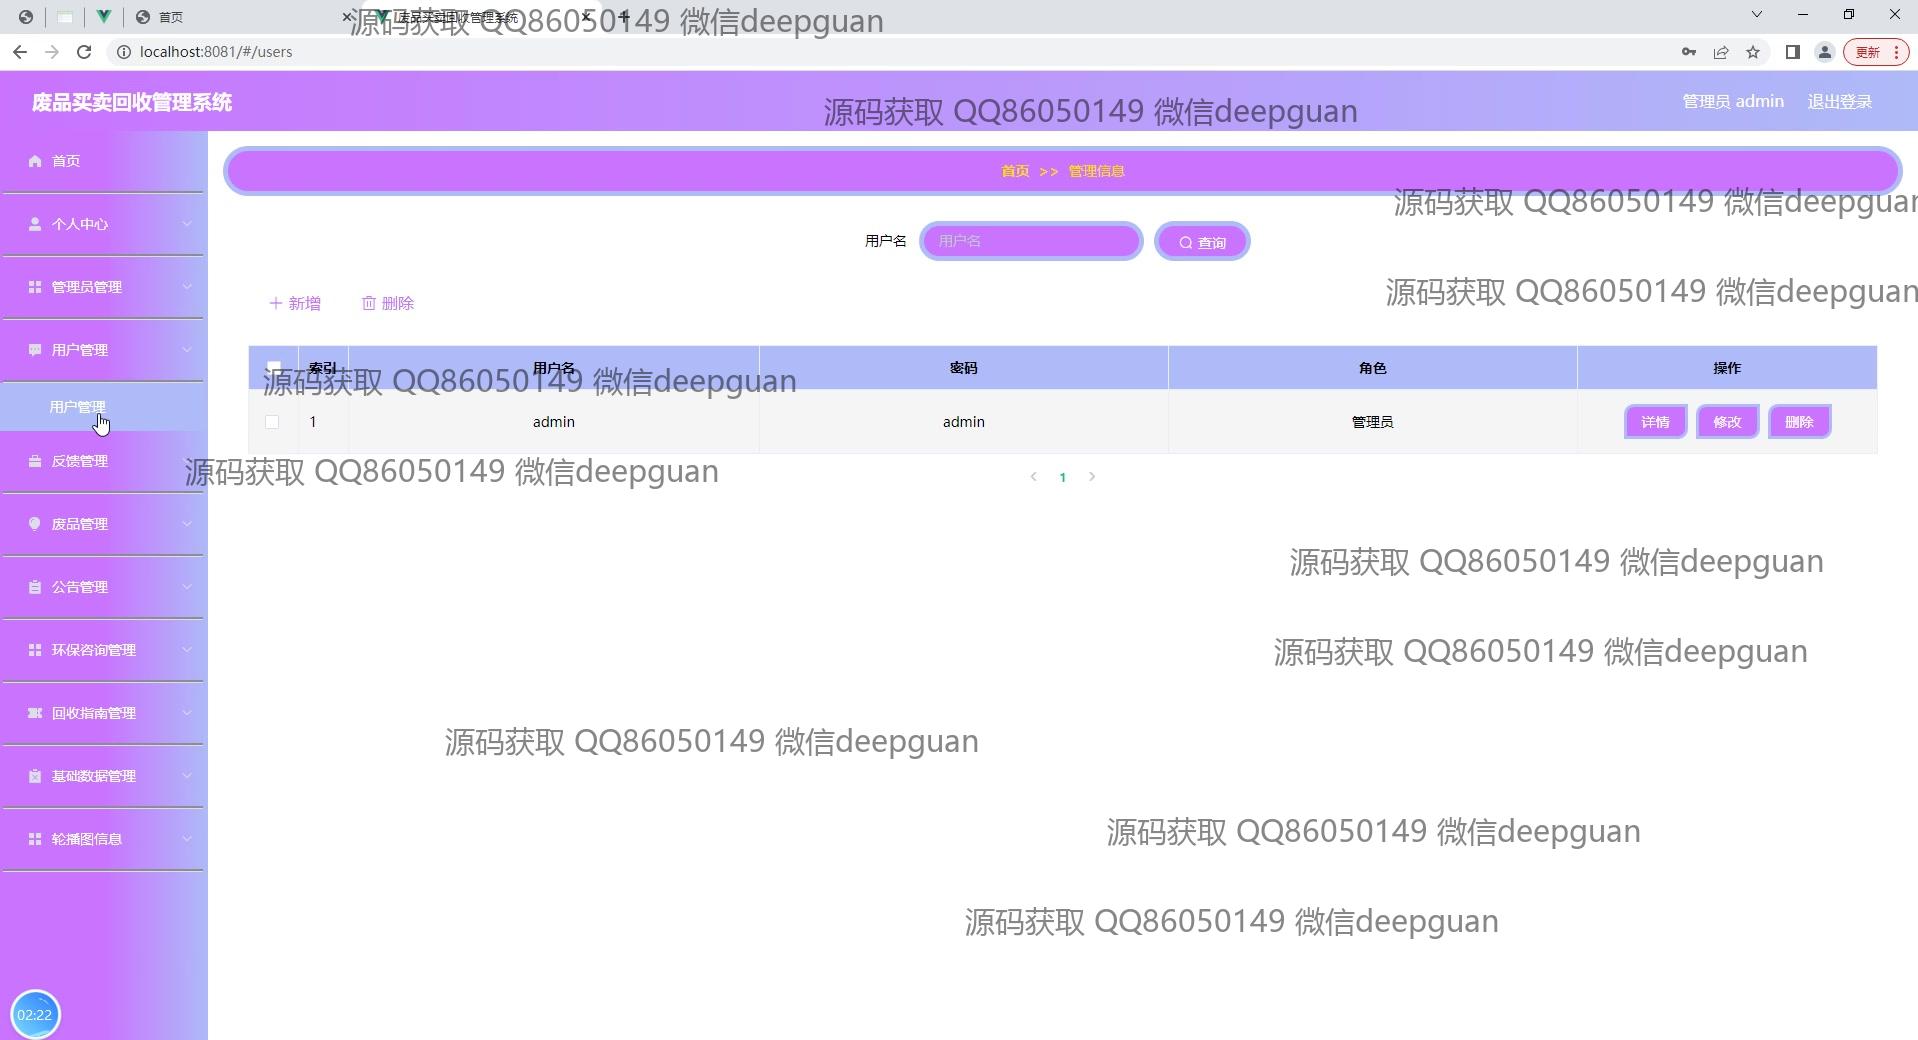 首页
废品买卖回收管理系统
源码获取 QQ86050149 微信deepguan
localhost:8081/#/users
更新
废品买卖回收管理系统
源码获取 QQ86050149 微信deepguan
管理员 admin
退出登录
首页
首页 >> 管理信息
源码获取 QQ86050149 微信deepguan
个人中心
用户名
用户名
查询
管理员管理
新增
删除
源码获取 QQ86050149 微信deepguan
用户管理
索引
用户名
密码
角色
操作
源码获取 QQ86050149 微信deepguan
用户管理
1
admin
admin
管理员
详情
修改
删除
反馈管理
源码获取 QQ86050149 微信deepguan
1
废品管理
源码获取 QQ86050149 微信deepguan
公告管理
环保咨询管理
源码获取 QQ86050149 微信deepguan
回收指南管理
源码获取 QQ86050149 微信deepguan
基础数据管理
轮播图信息
源码获取 QQ86050149 微信deepguan
源码获取 QQ86050149 微信deepguan
02:22